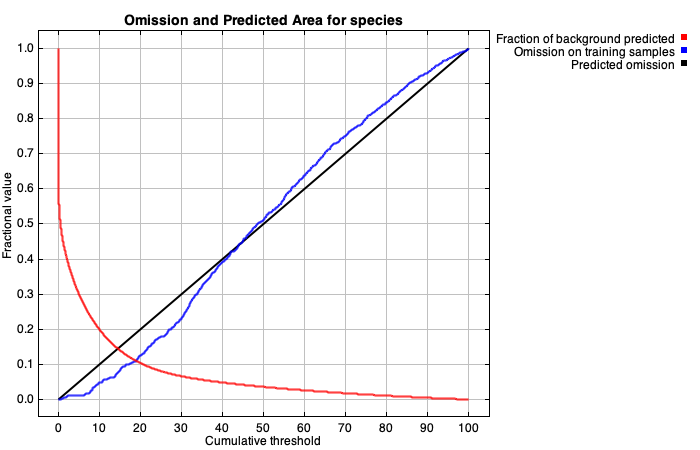 Omission and Predicted Area for species
Fraction of background predicted
Omission on training samples
Predicted omission
Fractional value
1.0
0.9
0.8
0.7
0.6
0.5
0.4
0.3
0.2
0.1
0.0
0 10 20 30 40 50 60 70 80 90 100
Cumulative threshold